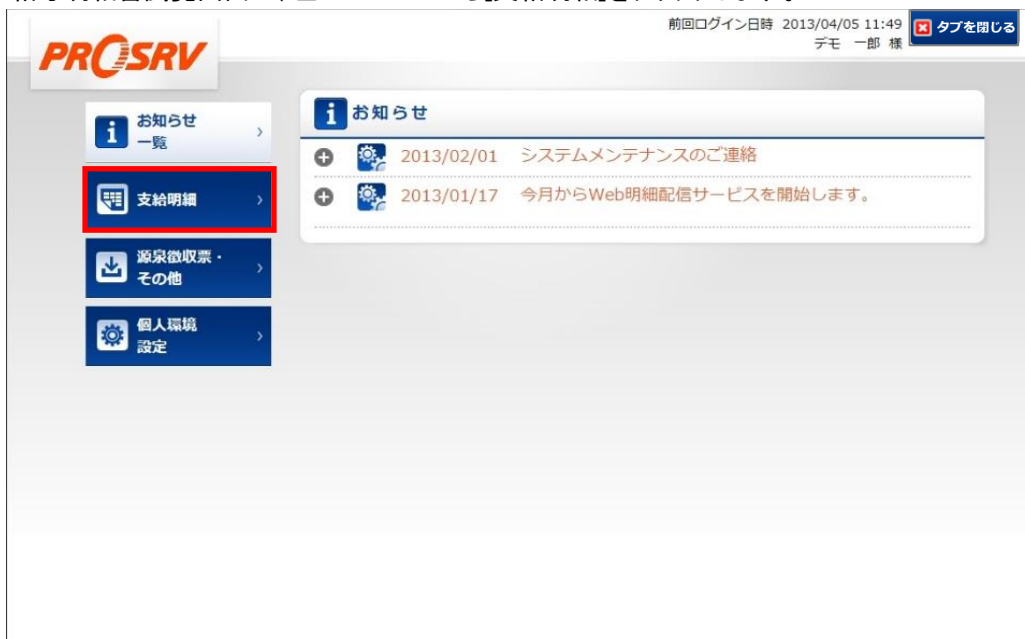 前回ログイン日時 2013/04/05 11:49
デモ 一郎 様
タブを閉じる
PROSRV
お知らせ
一覧
支給明細
源泉徴収票・
その他
個人環境
設定
お知らせ
2013/02/01 システムメンテナンスのご連絡
2013/01/17 今月からWeb明細配信サービスを開始します。